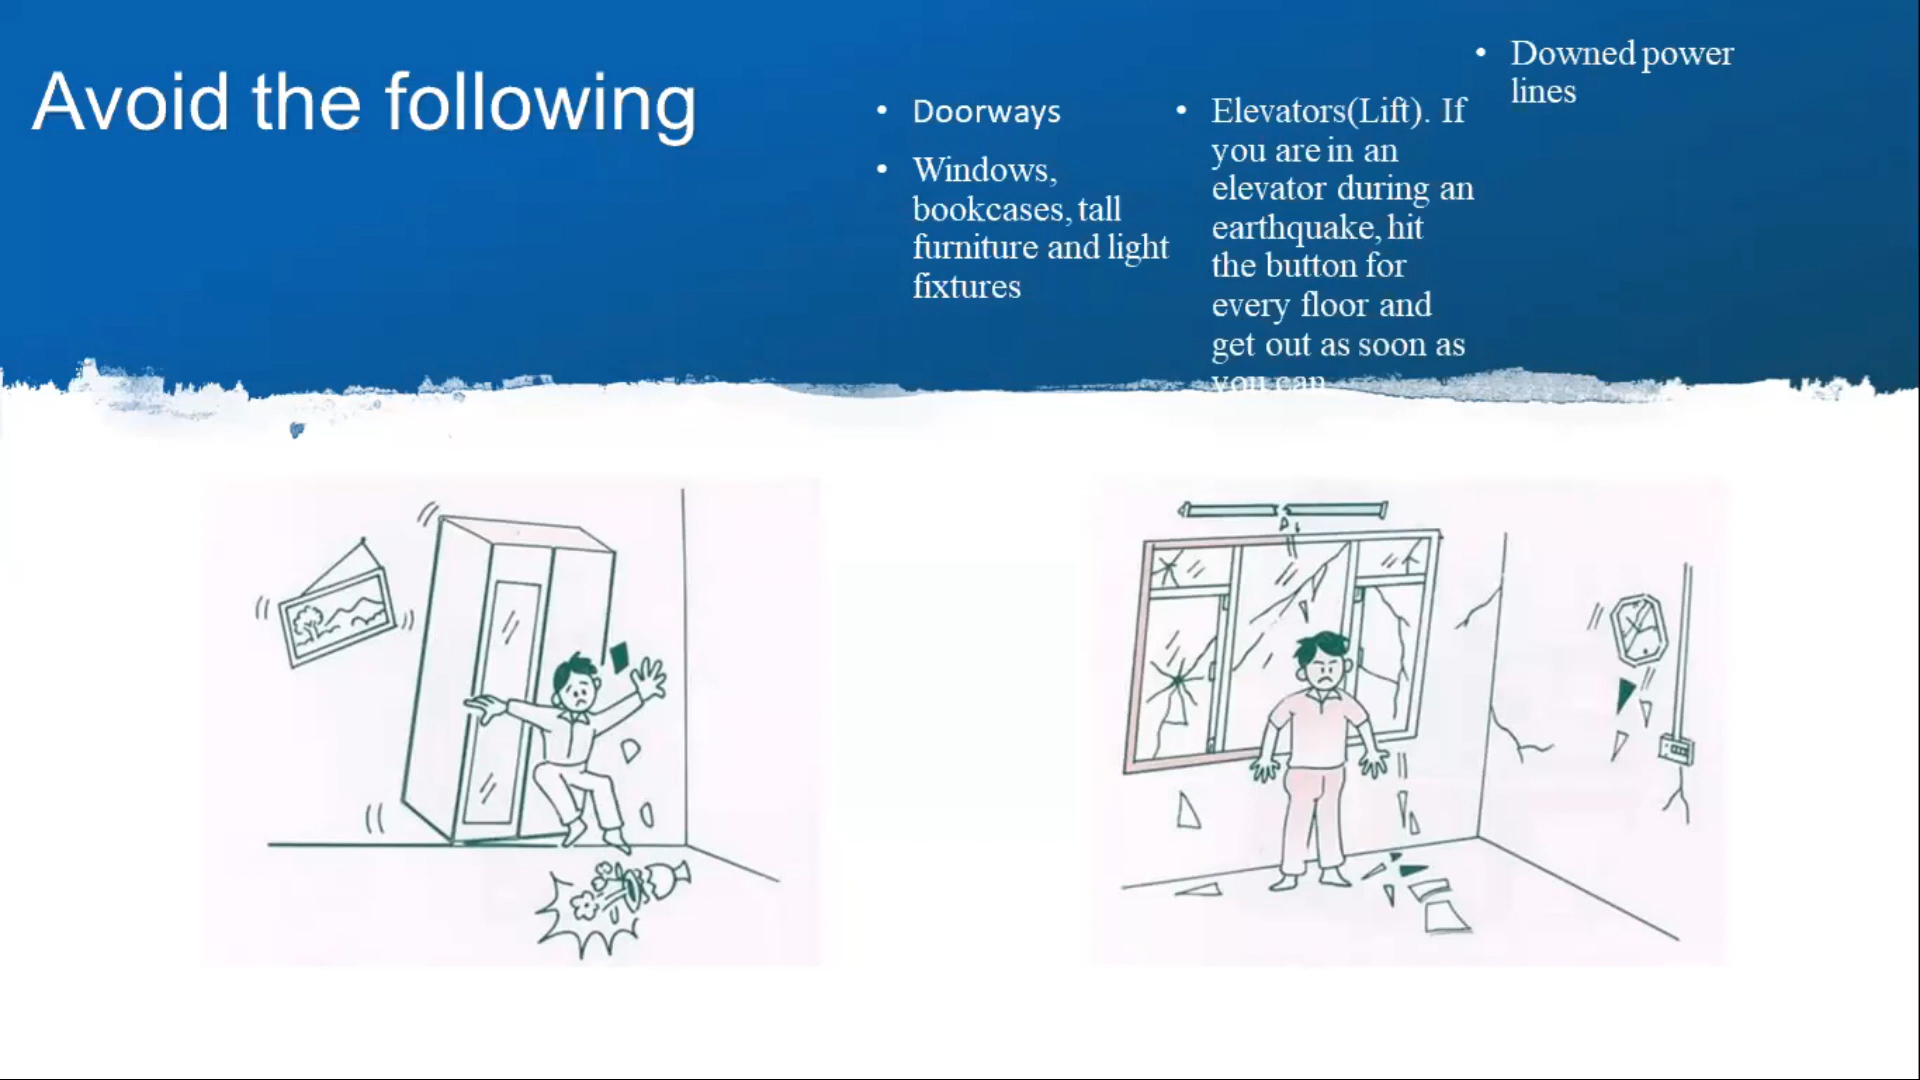 Avoid the following
• Doorways
• Windows,
bookcases, tall
furniture and light
fixtures
• Elevators(Lift). If
you are in an
elevator during an
earthquake, hit
the button for
every floor and
get out as soon as
you can
• Downed power
lines